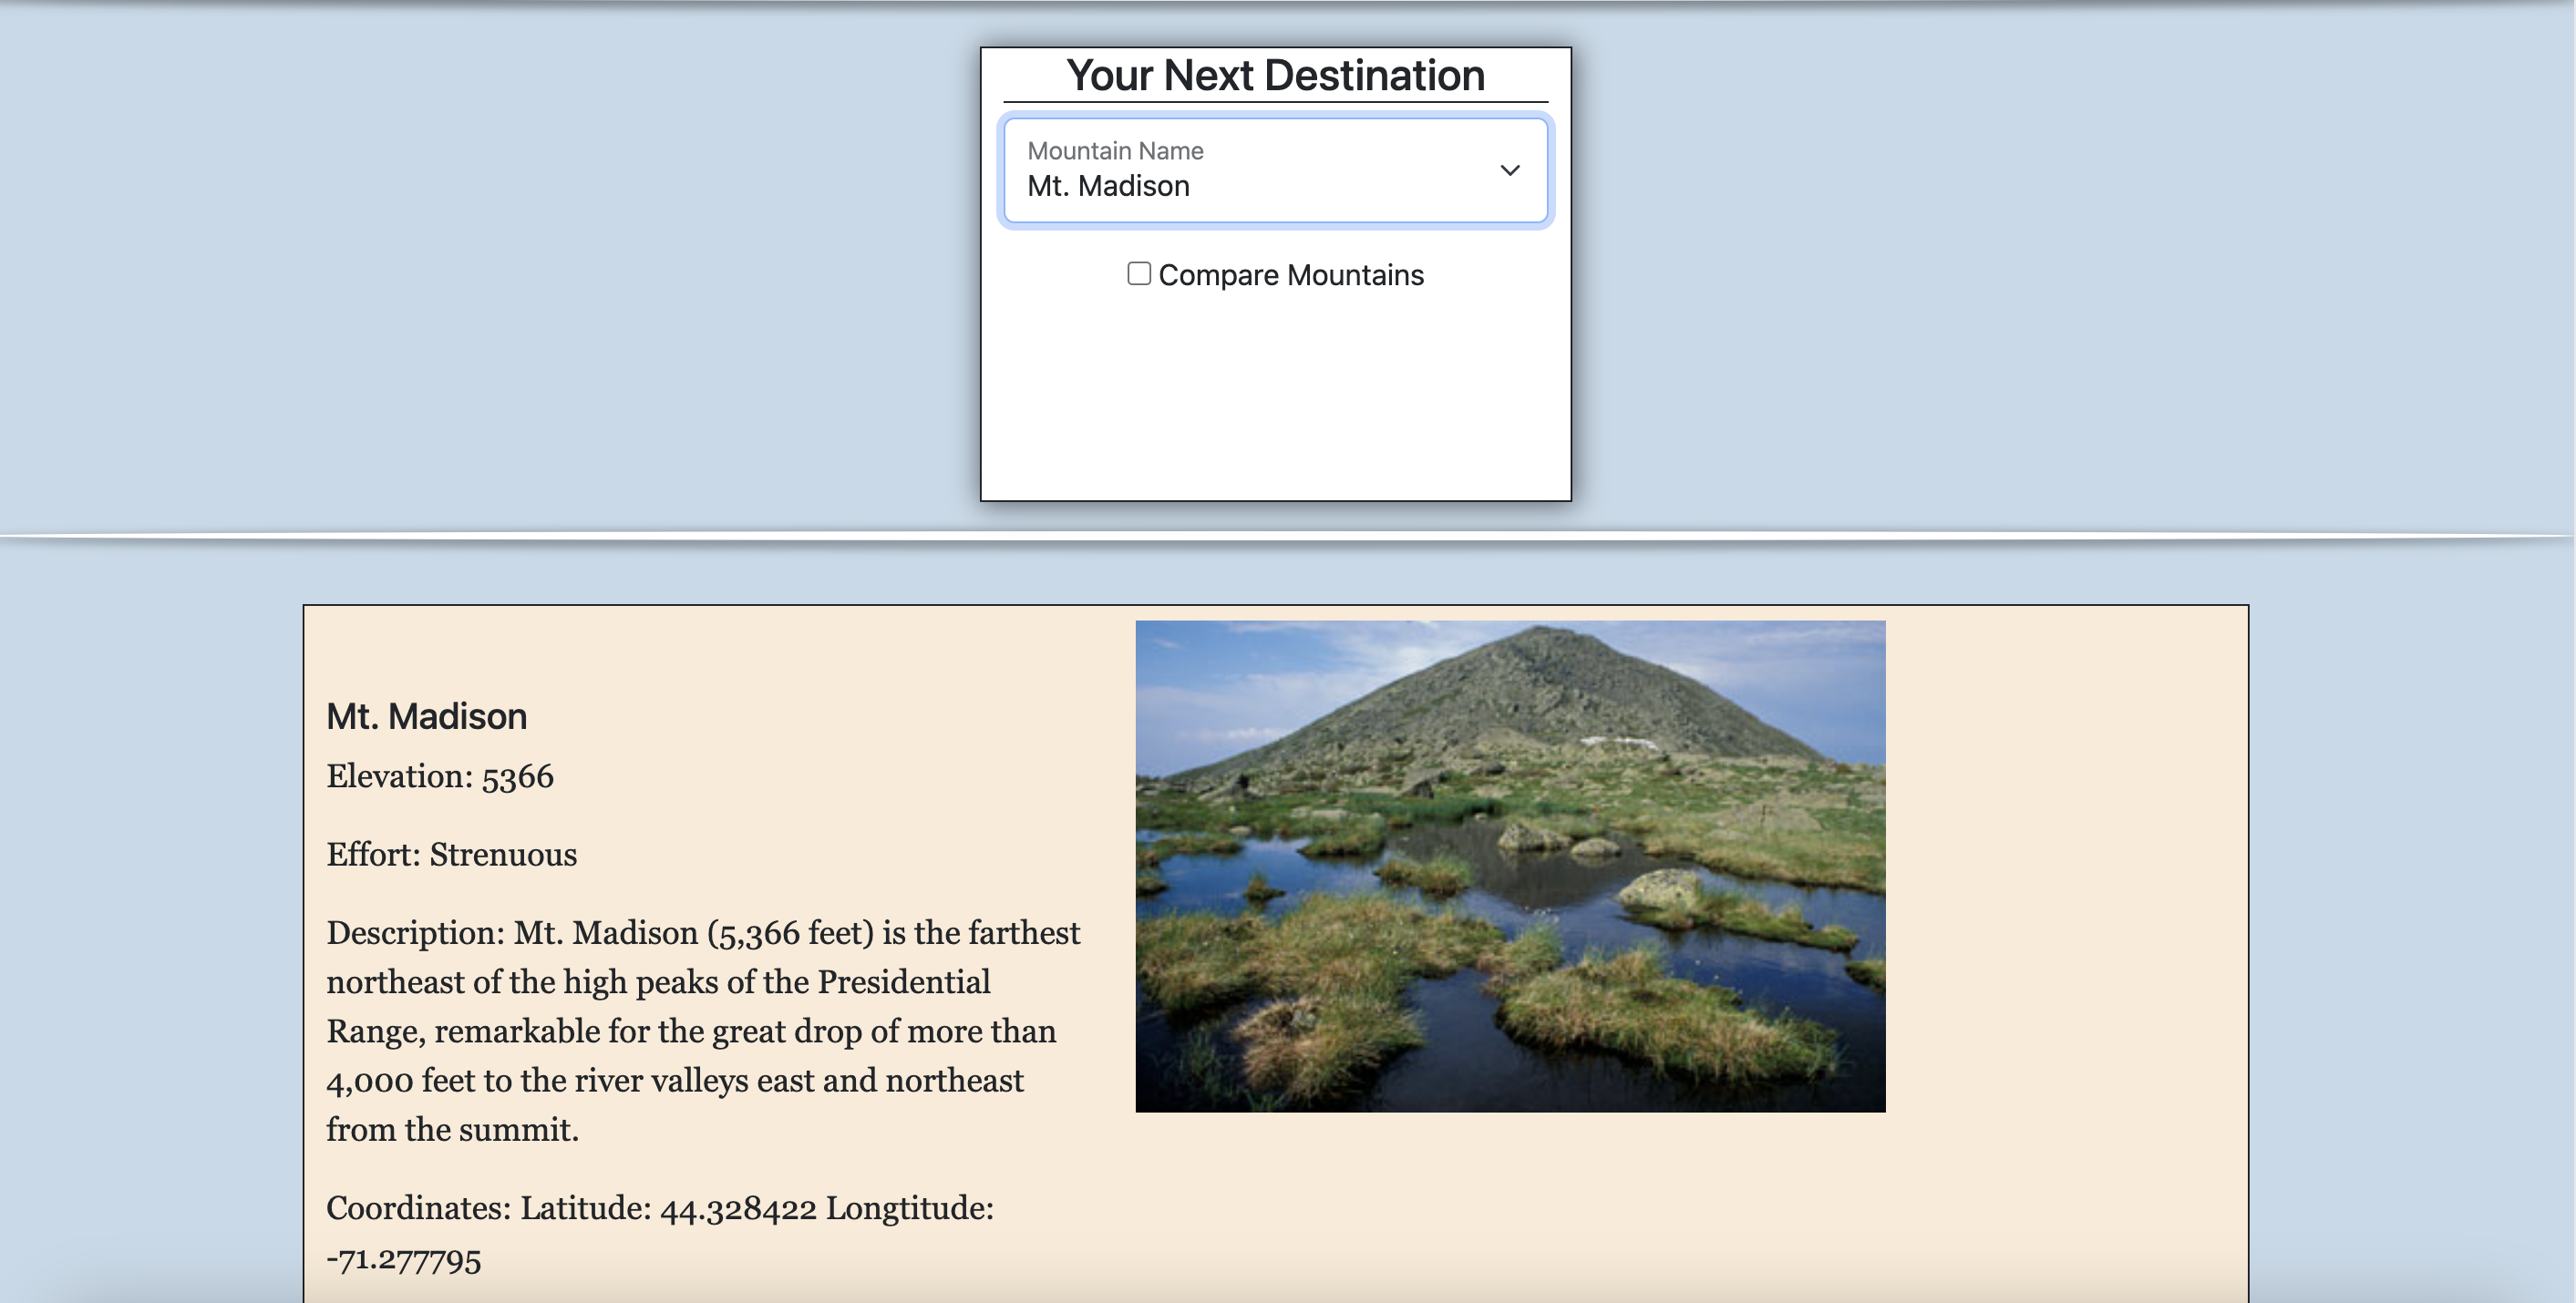 Your Next Destination
Mountain Name
Mt. Madison
Compare Mountains
Mt. Madison
Elevation: 5366
Effort: Strenuous
Description: Mt. Madison (5,366 feet) is the farthest
northeast of the high peaks of the Presidential
Range, remarkable for the great drop of more than
4,000 feet to the river valleys east and northeast
from the summit.
Coordinates: Latitude: 44.328422 Longtitude:
-71.277795